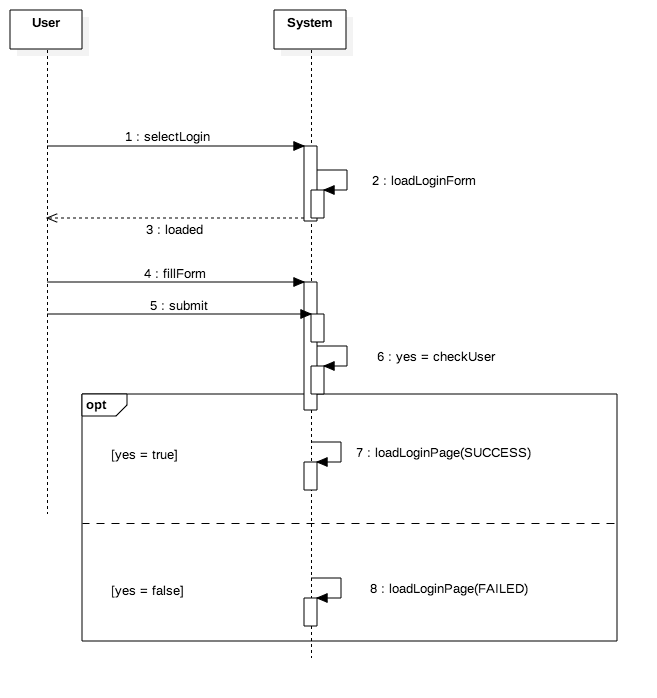 User
System
1 : selectLogin
2 : loadLoginForm
3 : loaded
4 : fillForm
5 : submit
6 : yes = checkUser
opt
[yes = true]
7 : loadLoginPage(SUCCESS)
[yes = false]
8 : loadLoginPage(FAILED)